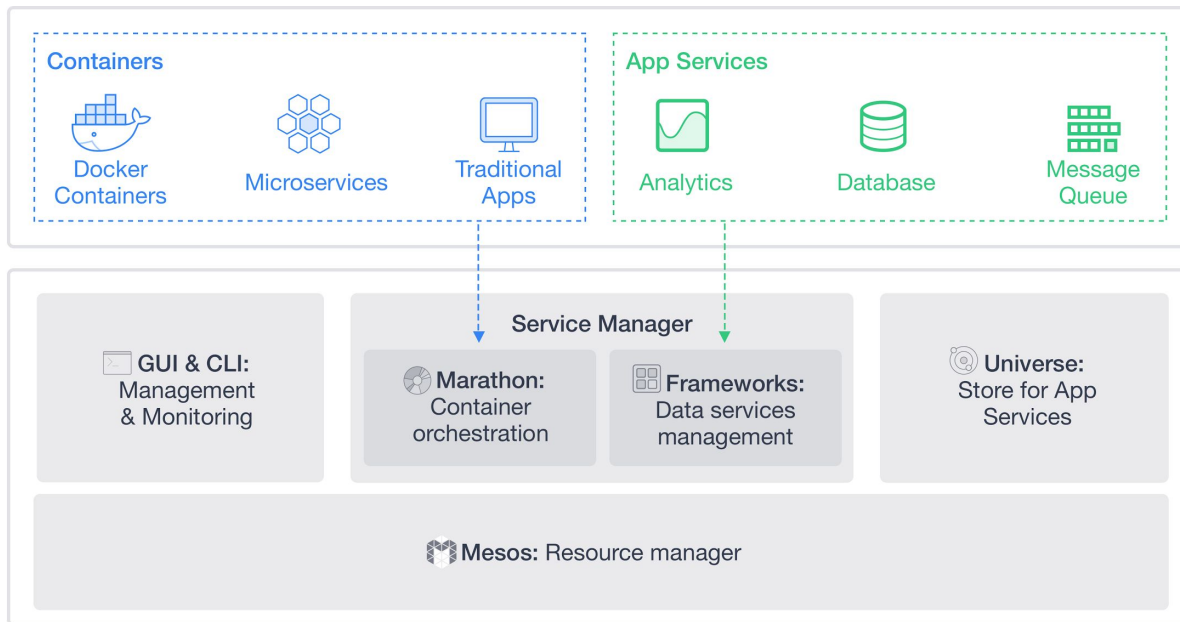 Containers
Docker
Containers
Microservices
Traditional
Apps
App Services
Analytics
Database
Message
Queue
GUI & CLI:
Management
& Monitoring
Service Manager
Marathon:
Container
orchestration
Frameworks:
Data services
management
Universe:
Store for App
Services
Mesos: Resource manager